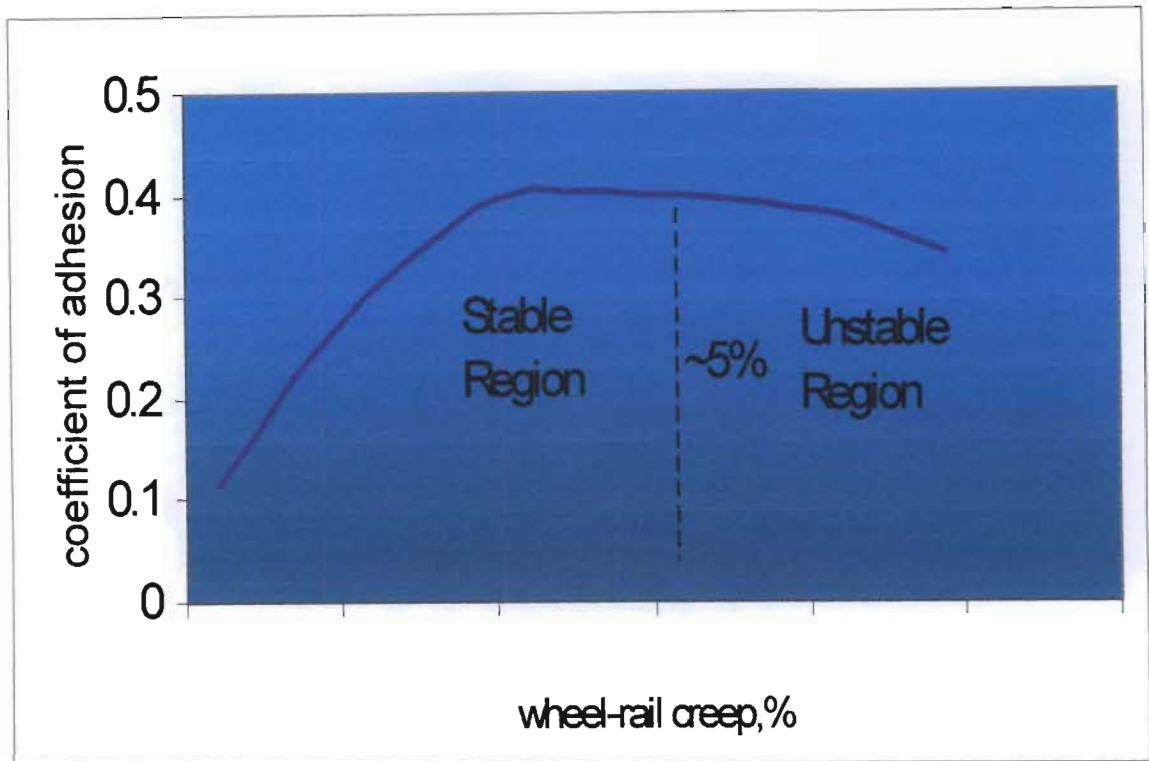 0.5
0.4
0.3
0.2
0.1
0
coefficient of adhesion
Stable
Region
~5%
Unstable
Region
wheel-rail creep,%